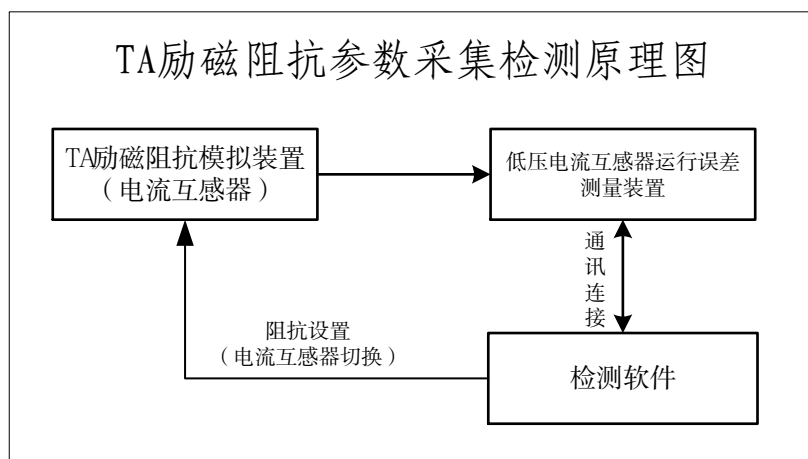 TA励磁阻抗参数采集检测原理图
TA励磁阻抗模拟装置
（电流互感器）
低压电流互感器运行误差
测量装置
通
讯
连
接
阻抗设置
（电流互感器切换）
检测软件